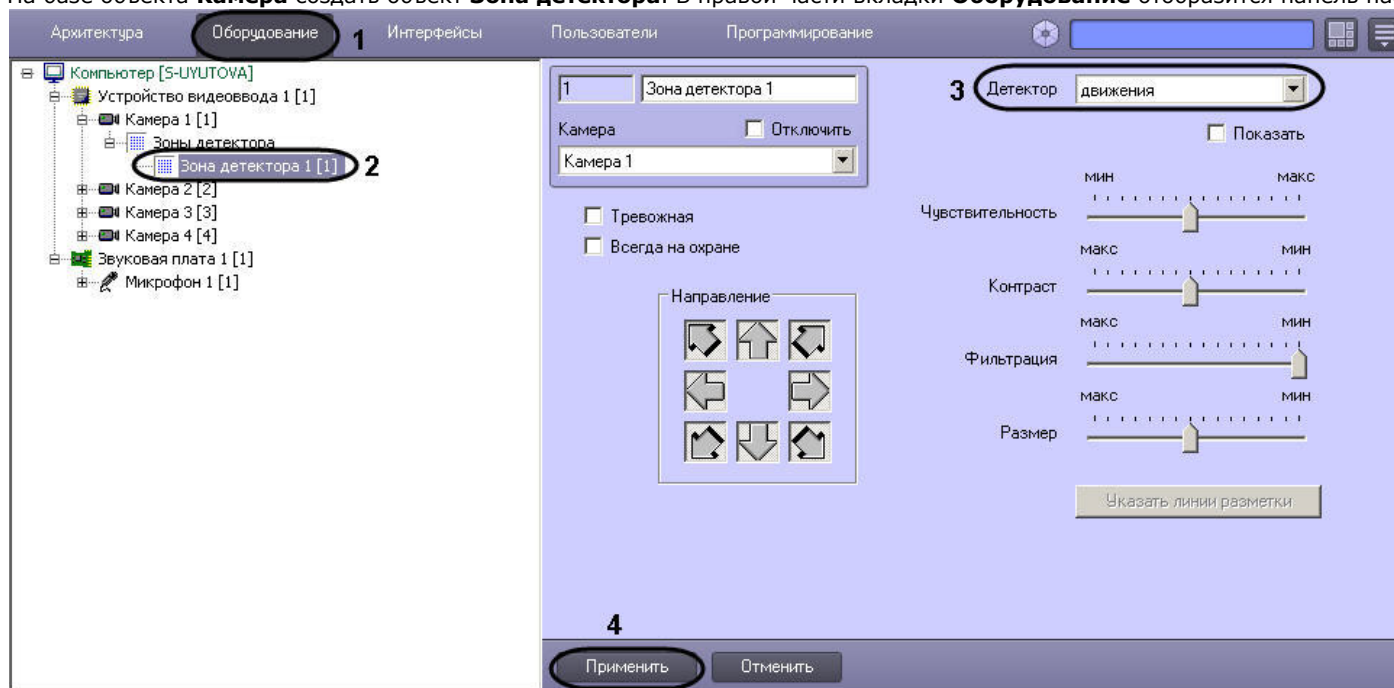 На базе объекта Камера создать объект Зона детектора. В правой части вкладки Оборудование отобразится панель
Архитектура Оборудование 1 Интерфейсы Пользователи Программирование
Компьютер [S-UYUTOVA]
Устройство видеоввода 1 [1]
Камера 1 [1]
Зоны детектора
Зона детектора 1 [1] 2
Камера 2 [2]
Камера 3 [3]
Камера 4 [4]
Звуковая плата 1 [1]
Микрофон 1 [1]
1 Зона детектора 1
Камера Отключить
Камера 1
Тревожная
Всегда на охране
Направление
3 Детектор движения
Показать
мин макс
Чувствительность
макс мин
Контраст
макс мин
Фильтрация
макс мин
Размер
Указать линии разметки
4
Применить Отменить